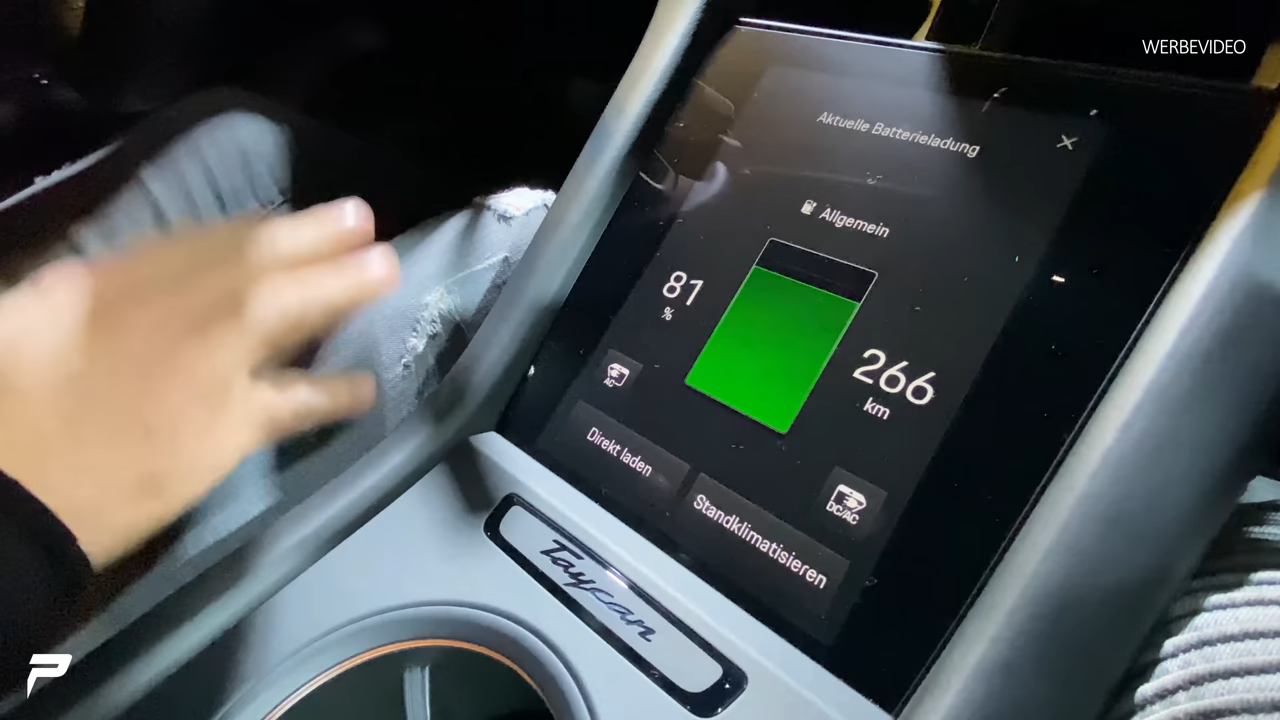 WERBEVIDEO
Aktuelle Batterieladung
Allgemein
81
%
266
km
AC
DC/AC
Direkt laden
Standklimatisieren
Taycan